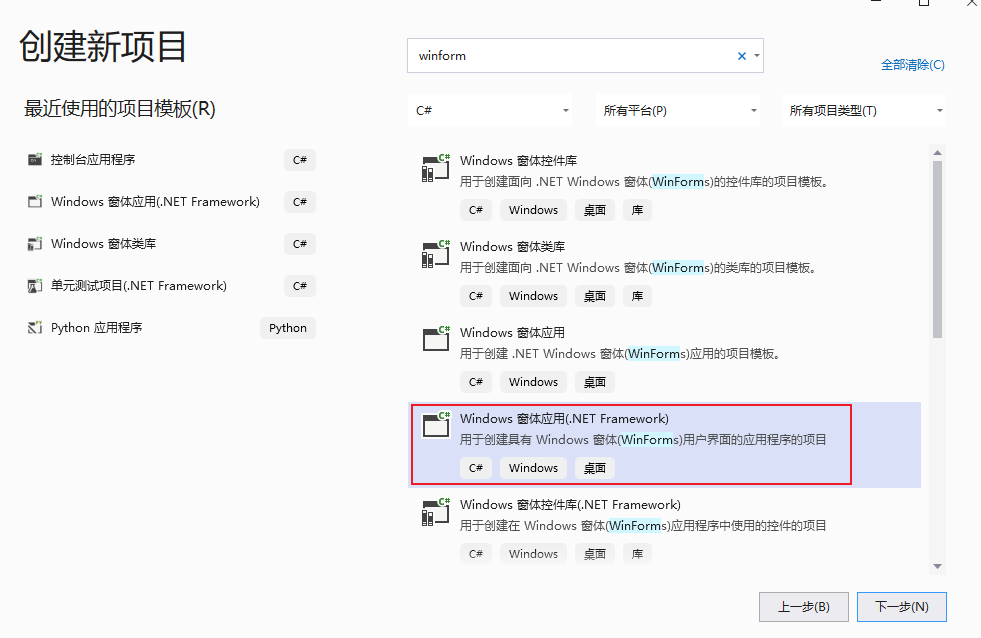 创建新项目
最近使用的项目模板(R)
控制台应用程序 C#
Windows 窗体应用(.NET Framework) C#
Windows 窗体类库 C#
单元测试项目(.NET Framework) C#
Python 应用程序 Python
winform
全部清除(C)
C# 所有平台(P) 所有项目类型(T)
C#
Windows 窗体控件库
用于创建面向 .NET Windows 窗体(WinForms)的控件库的项目模板。
C# Windows 桌面 库
C#
Windows 窗体类库
用于创建面向 .NET Windows 窗体(WinForms)的类库的项目模板。
C# Windows 桌面 库
C#
Windows 窗体应用
用于创建 .NET Windows 窗体(WinForms)应用的项目模板。
C# Windows 桌面
C#
Windows 窗体应用(.NET Framework)
用于创建具有 Windows 窗体(WinForms)用户界面的应用程序的项目
C# Windows 桌面
C#
Windows 窗体控件库(.NET Framework)
用于创建在 Windows 窗体(WinForms)应用程序中使用的控件的项目
C# Windows 桌面 库
上一步(B) 下一步(N)